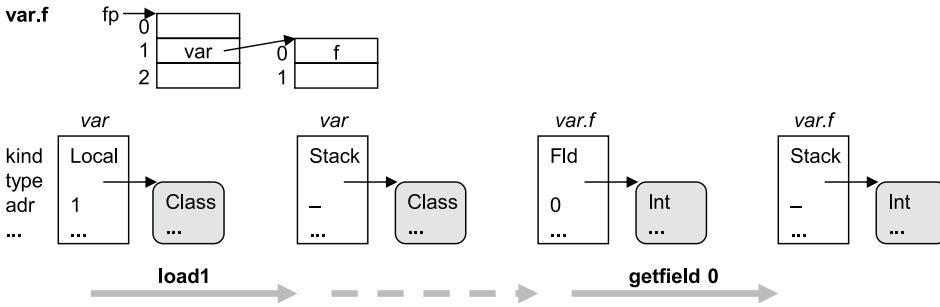 var.f fp
0
1 var 0 f
2 1
var var var.f var.f
kind Local Stack Fld Stack
type
adr 1 Class – Class 0 Int – Int
... ... ... ... ... ... ... ... ...
load1 getfield 0